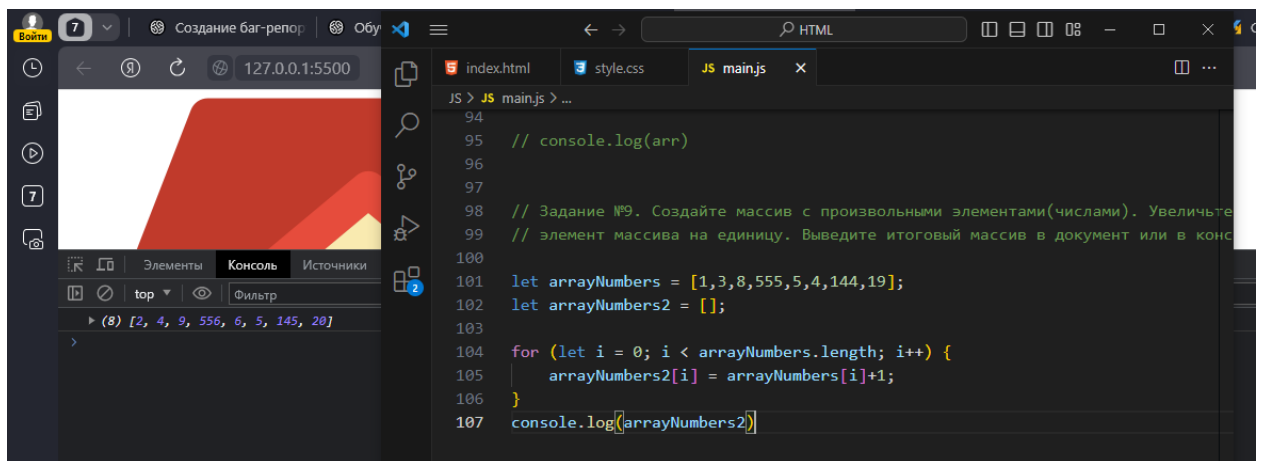 Войти
7
Создание баг-репор
Обу
HTML
127.0.0.1:5500
index.html
style.css
JS main.js
JS > JS main.js > ...
94
95 // console.log(arr)
96
97
98 // Задание №9. Создайте массив с произвольными элементами(числами). Увеличьте
99 // элемент массива на единицу. Выведите итоговый массив в документ или в конс
100
101 let arrayNumbers = [1,3,8,555,5,4,144,19];
102 let arrayNumbers2 = [];
103
104 for (let i = 0; i < arrayNumbers.length; i++) {
105 arrayNumbers2[i] = arrayNumbers[i]+1;
106 }
107 console.log(arrayNumbers2)
7
2
Элементы Консоль Источники
top Фильтр
(8) [2, 4, 9, 556, 6, 5, 145, 20]